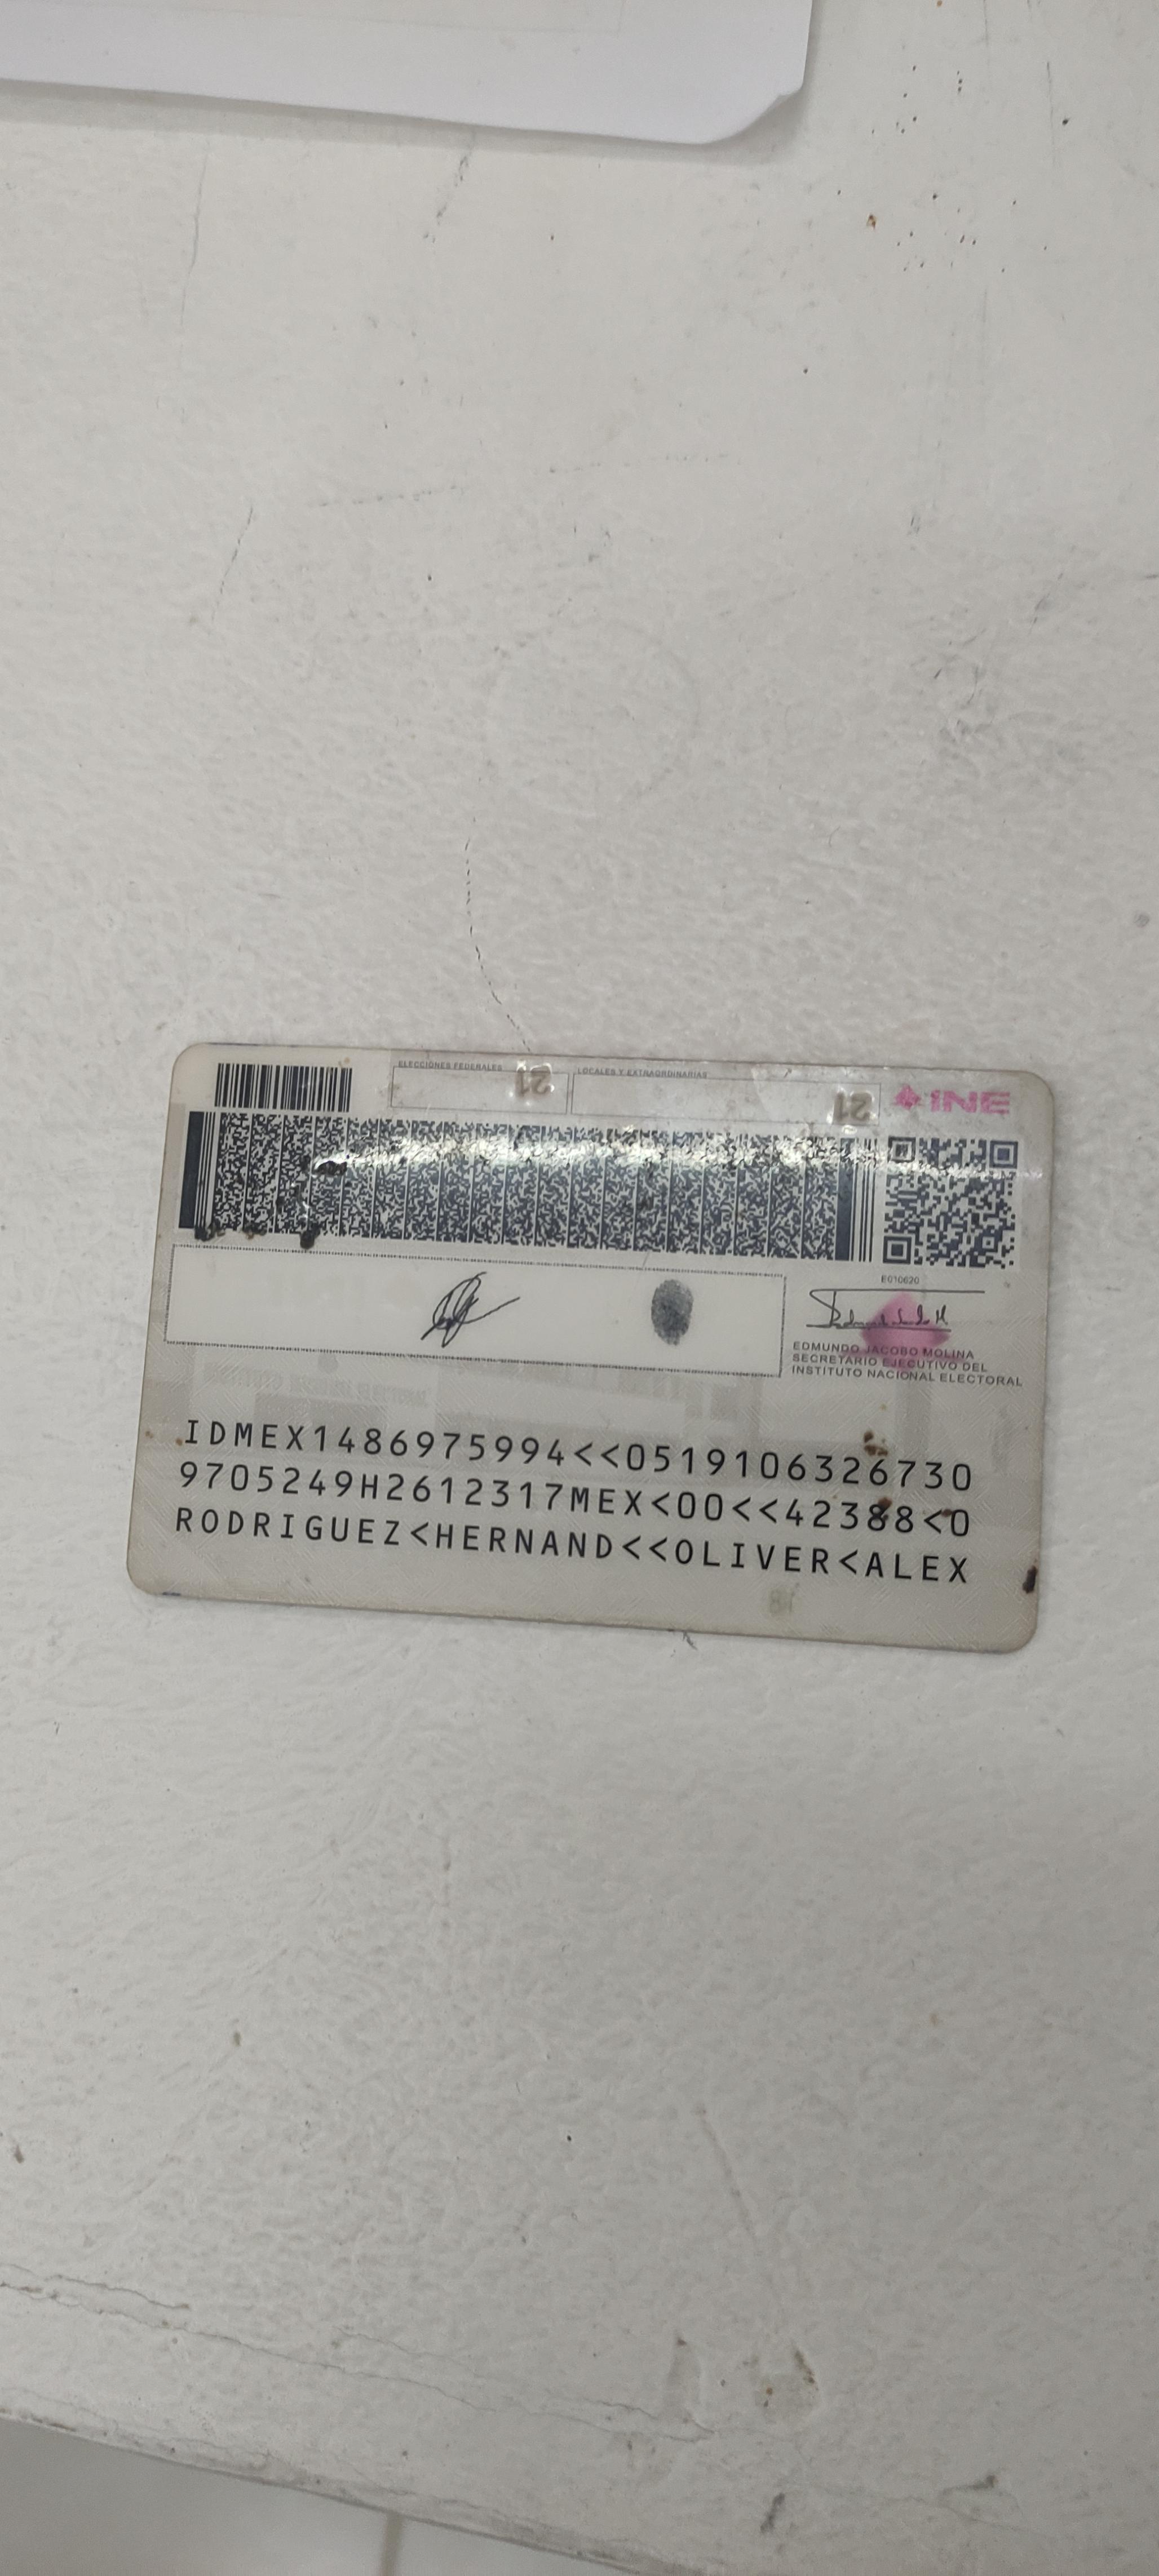 ELECCIONES FEDERALES
21
LOCALES Y EXTRAORDINARIAS
21
INE
E010620
EDMUNDO JACOBO MOLINA
SECRETARIO EJECUTIVO DEL
INSTITUTO NACIONAL ELECTORAL
IDMEX1486975994<<0519106326730
9705249H2612317MEX<00<<42388<0
RODRIGUEZ<HERNAND<<OLIVER<ALEX
18